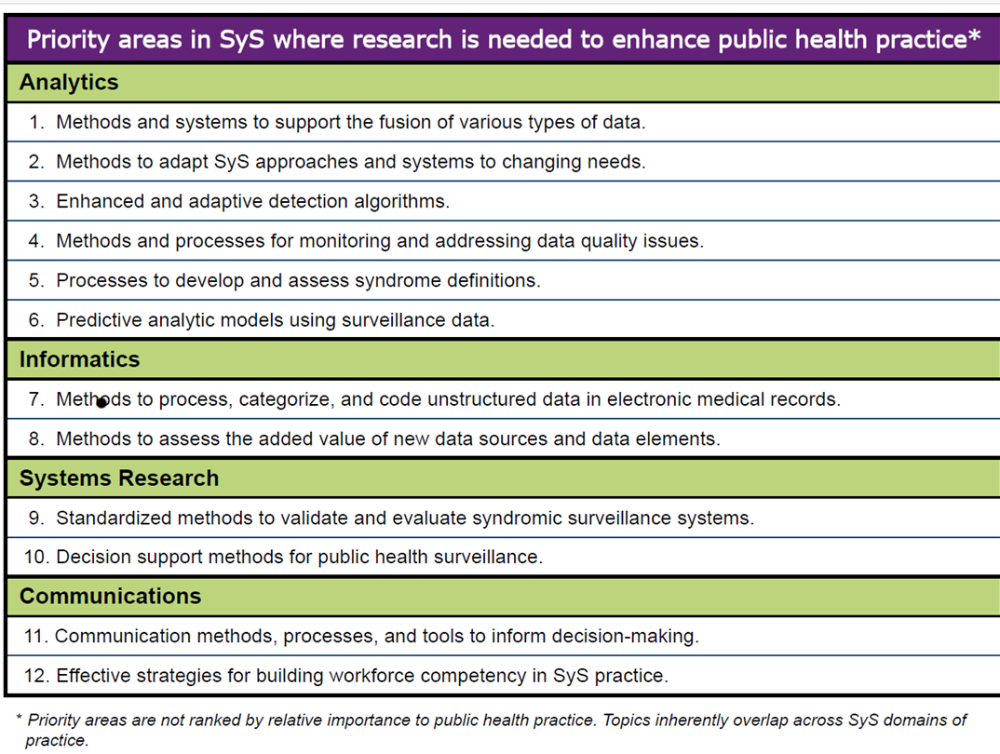 Priority areas in SyS where research is needed to enhance public health practice*
Analytics
1. Methods and systems to support the fusion of various types of data.
2. Methods to adapt SyS approaches and systems to changing needs.
3. Enhanced and adaptive detection algorithms.
4. Methods and processes for monitoring and addressing data quality issues.
5. Processes to develop and assess syndrome definitions.
6. Predictive analytic models using surveillance data.
Informatics
7. Methods to process, categorize, and code unstructured data in electronic medical records.
8. Methods to assess the added value of new data sources and data elements.
Systems Research
9. Standardized methods to validate and evaluate syndromic surveillance systems.
10. Decision support methods for public health surveillance.
Communications
11. Communication methods, processes, and tools to inform decision-making.
12. Effective strategies for building workforce competency in SyS practice.
* Priority areas are not ranked by relative importance to public health practice. Topics inherently overlap across SyS domains of
practice.